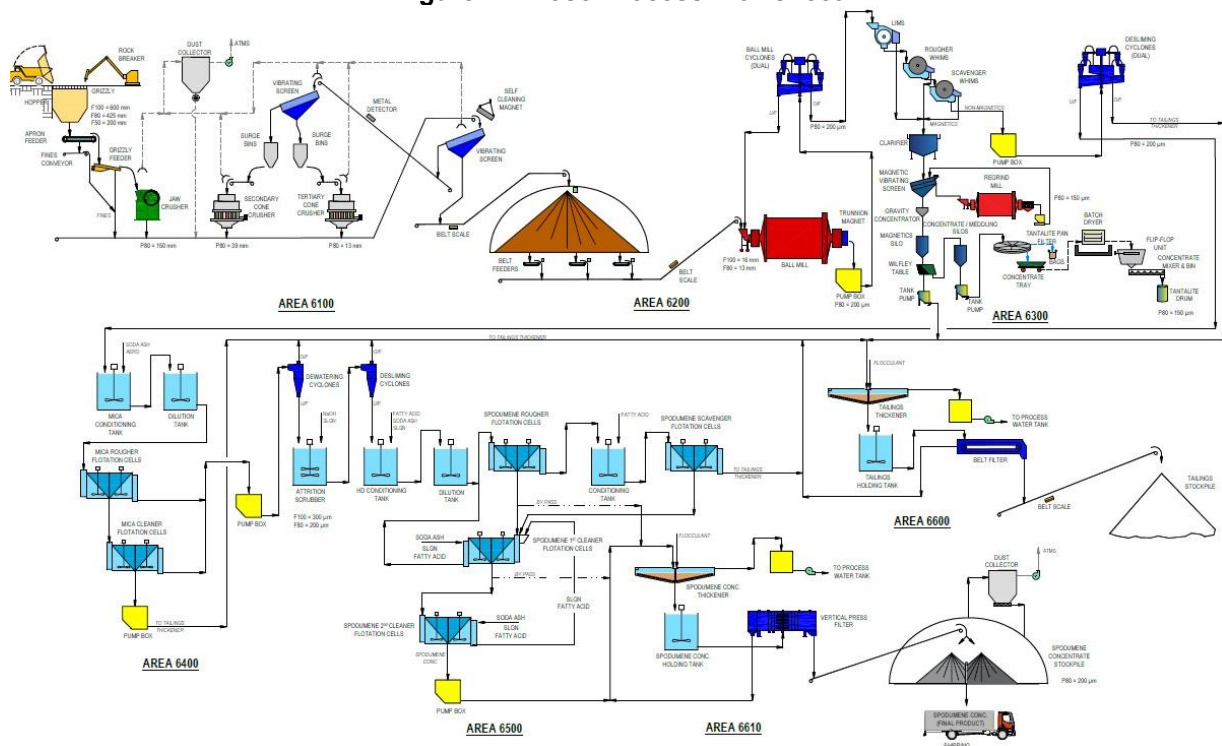 ROCK
BREAKER
DUST
COLLECTOR
ATMS
GRIZZLY
HOPPER
F100 = 600 mm
F80 = 425 mm
F50 = 200 mm
APRON
FEEDER
FINES
CONVEYOR
GRIZZLY
FEEDER
FINES
JAW
CRUSHER
P80 = 150 mm
VIBRATING
SCREEN
SURGE
BINS
SURGE
BINS
SECONDARY
CONE
CRUSHER
TERTIARY
CONE
CRUSHER
P80 = 39 mm
P80 = 13 mm
METAL
DETECTOR
SELF
CLEANING
MAGNET
VIBRATING
SCREEN
BELT SCALE
AREA 6100
BELT
FEEDERS
BELT
SCALE
AREA 6200
BALL MILL
CYCLONES
(DUAL)
U/F
O/F
P80 = 200 µm
F100 = 16 mm
F80 = 13 mm
BALL MILL
TRUNNION
MAGNET
PUMP BOX
P80 = 200 µm
LIMS
ROUGHER
WHIMS
SCAVENGER
WHIMS
NON-MAGNETICS
MAGNETICS
PUMP BOX
DESLIMING
CYCLONES
(DUAL)
U/F
O/F
TO TAILINGS
THICKENER
P80 = 200 µm
CLARIFIER
MAGNETIC
VIBRATING
SCREEN
REGRIND
MILL
P80 = 150 µm
GRAVITY
CONCENTRATOR
CONCENTRATE / MEDDLING
SILOS
MAGNETICS
SILO
WILFLEY
TABLE
TANK
PUMP
TANK
PUMP
TANTALITE PAN
FILTER
BAGS
CONCENTRATE
TRAY
BATCH
DRYER
FLIP-FLOP
UNIT
CONCENTRATE
MIXER & BIN
TANTALITE
DRUM
P80 = 150 µm
AREA 6300
SODA ASH
AERO
MICA
CONDITIONING
TANK
DILUTION
TANK
MICA ROUGHER
FLOTATION CELLS
MICA CLEANER
FLOTATION CELLS
PUMP BOX
TO TAILINGS
THICKENER
AREA 6400
TO TAILINGS THICKENER
O/F
DEWATERING
CYCLONES
U/F
O/F
DESLIMING
CYCLONES
U/F
PUMP BOX
NaOH
SLGN
ATTRITION
SCRUBBER
F100 = 300 µm
F80 = 200 µm
FATTY ACID
SODA ASH
SLGN
HD CONDITIONING
TANK
DILUTION
TANK
SPODUMENE ROUGHER
FLOTATION CELLS
FATTY ACID
CONDITIONING
TANK
SPODUMENE SCAVENGER
FLOTATION CELLS
TO TAILINGS
THICKENER
BY PASS
SODA ASH
SLGN
FATTY ACID
SPODUMENE 1ST CLEANER
FLOTATION CELLS
BY PASS
SLGN
FATTY ACID
SPODUMENE 2ND CLEANER
FLOTATION CELLS
SODA ASH
SLGN
FATTY ACID
SPODUMENE
CONC
PUMP BOX
AREA 6500
FLOCCULANT
SPODUMENE CONC.
THICKENER
TO PROCESS
WATER TANK
SPODUMENE CONC.
HOLDING TANK
VERTICAL PRESS
FILTER
AREA 6610
FLOCCULANT
TAILINGS
THICKENER
TO PROCESS
WATER TANK
TAILINGS
HOLDING TANK
BELT FILTER
BELT SCALE
TAILINGS
STOCKPILE
AREA 6600
DUST
COLLECTOR
ATMS
SPODUMENE
CONCENTRATE
STOCKPILE
P80 = 200 µm
SPODUMENE CONC.
(FINAL PRODUCT)